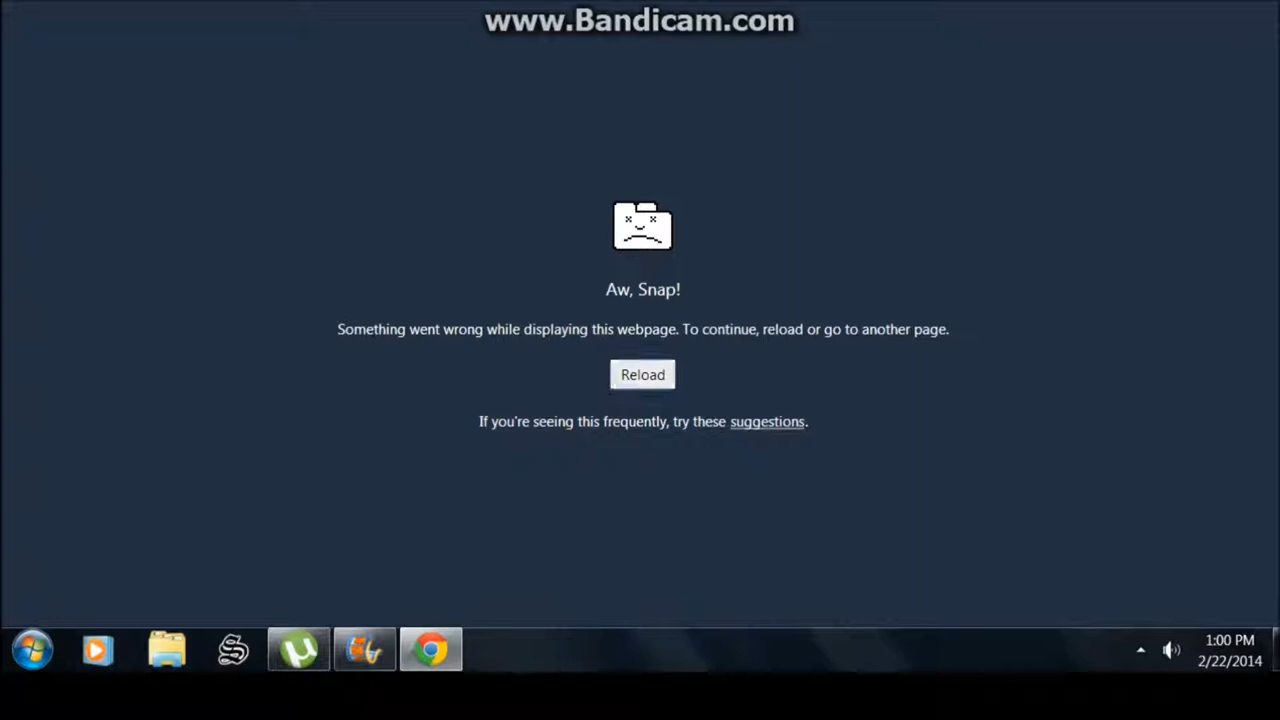 www.Bandicam.com
Aw, Snap!
Something went wrong while displaying this webpage. To continue, reload or go to another page.
Reload
If you're seeing this frequently, try these suggestions.
1:00 PM
2/22/2014